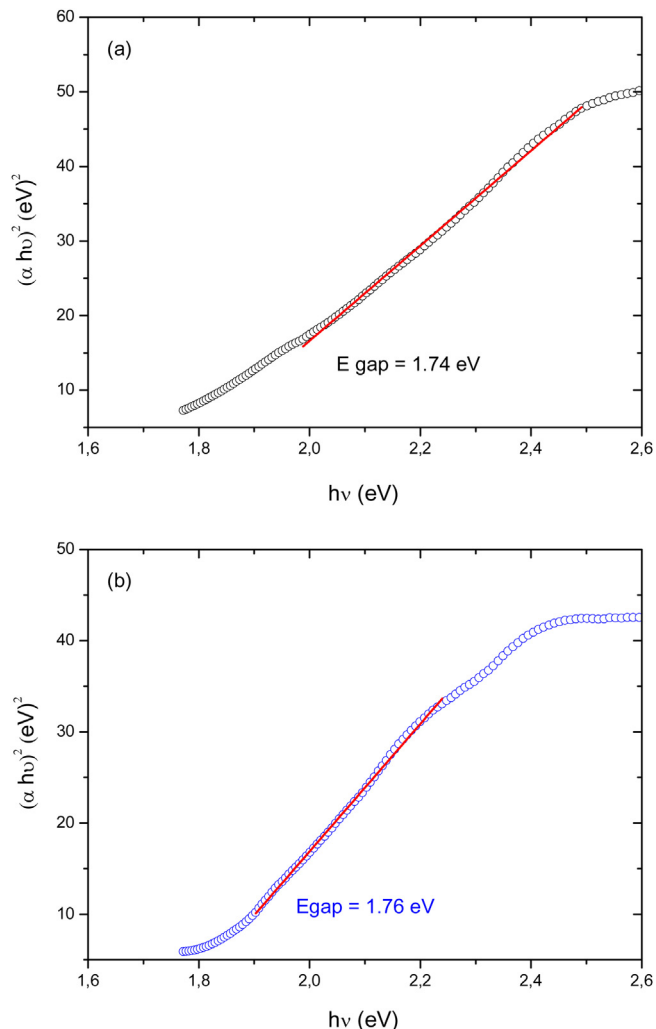 (a)
60
50
40
30
20
10
(α hυ)² (eV)²
E gap = 1.74 eV
1,6 1,8 2,0 2,2 2,4 2,6
hν (eV)
(b)
50
40
30
20
10
(α hυ)² (eV)²
Egap = 1.76 eV
1,6 1,8 2,0 2,2 2,4 2,6
hν (eV)